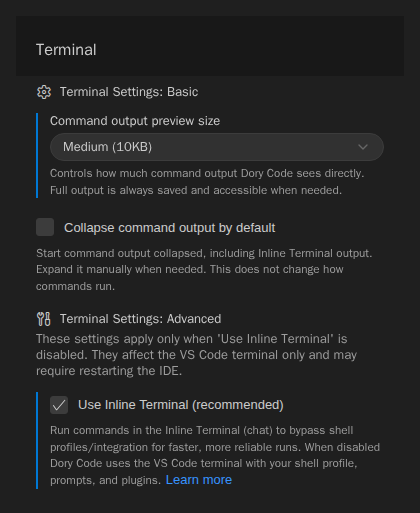 Terminal
Terminal Settings: Basic
Command output preview size
Medium (10KB)
Controls how much command output Dory Code sees directly.
Full output is always saved and accessible when needed.
Collapse command output by default
Start command output collapsed, including Inline Terminal output.
Expand it manually when needed. This does not change how
commands run.
Terminal Settings: Advanced
These settings apply only when "Use Inline Terminal" is
disabled. They affect the VS Code terminal only and may
require restarting the IDE.
Use Inline Terminal (recommended)
Run commands in the Inline Terminal (chat) to bypass shell
profiles/integration for faster, more reliable runs. When disabled
Dory Code uses the VS Code terminal with your shell profile,
prompts, and plugins. Learn more